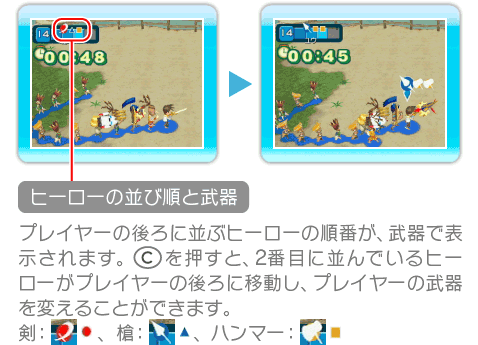 14
00:48
14
17
00:45
ヒーローの並び順と武器
プレイヤーの後ろに並ぶヒーローの順番が、武器で表
示されます。Ⓒを押すと、2番目に並んでいるヒー
ローがプレイヤーの後ろに移動し、プレイヤーの武器
を変えることができます。
剣：●、槍：▲、ハンマー：■